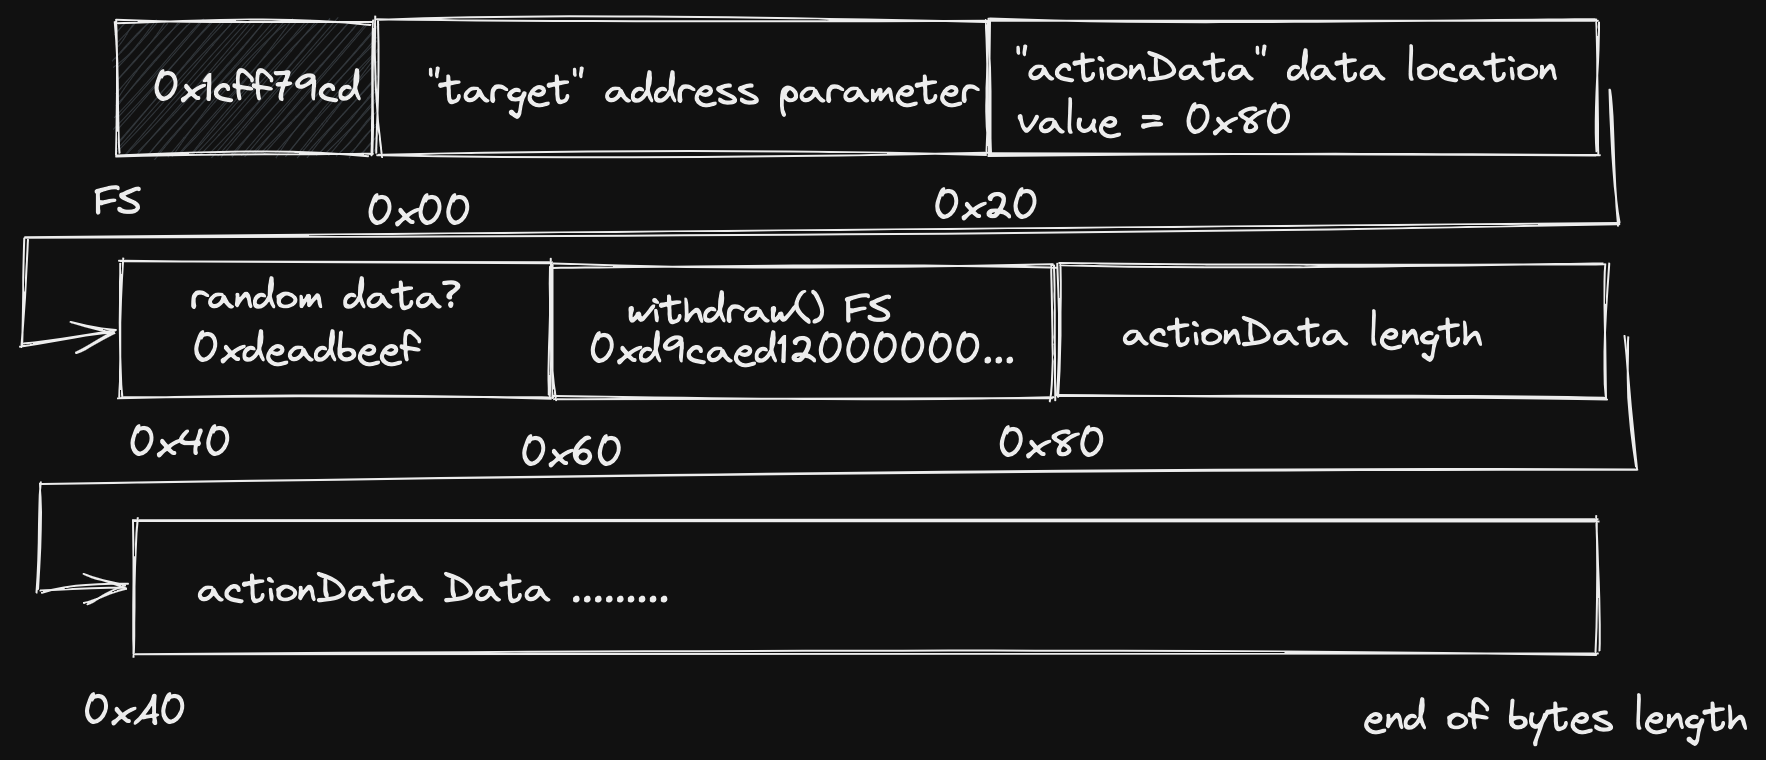 0x1cff79cd
"target" address parameter
"actionData" data location
value = 0x80
FS
0x00
0x20
random data?
0xdeadbeef
withdraw() FS
0xd9caed12000000...
actionData length
0x40
0x60
0x80
actionData Data .........
0xA0
end of bytes length